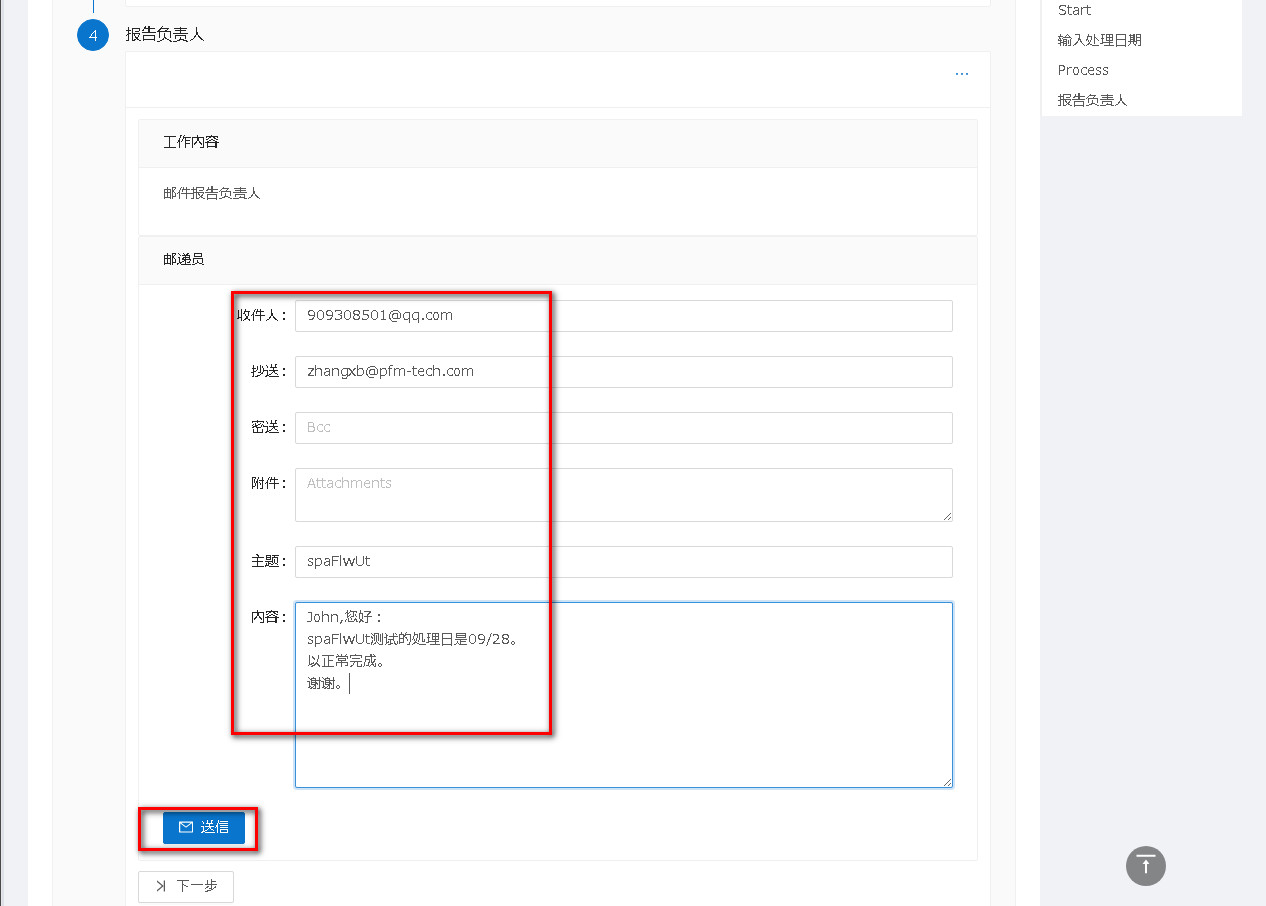 4
报告负责人
...
工作内容
邮件报告负责人
邮递员
收件人： 909308501@qq.com
抄送： zhangxb@pfm-tech.com
密送： Bcc
附件： Attachments
主题： spaFlwUt
内容： John,您好：
spaFlwUt测试的処理日是09/28。
以正常完成。
谢谢。
送信
下一步
Start
输入处理日期
Process
报告负责人